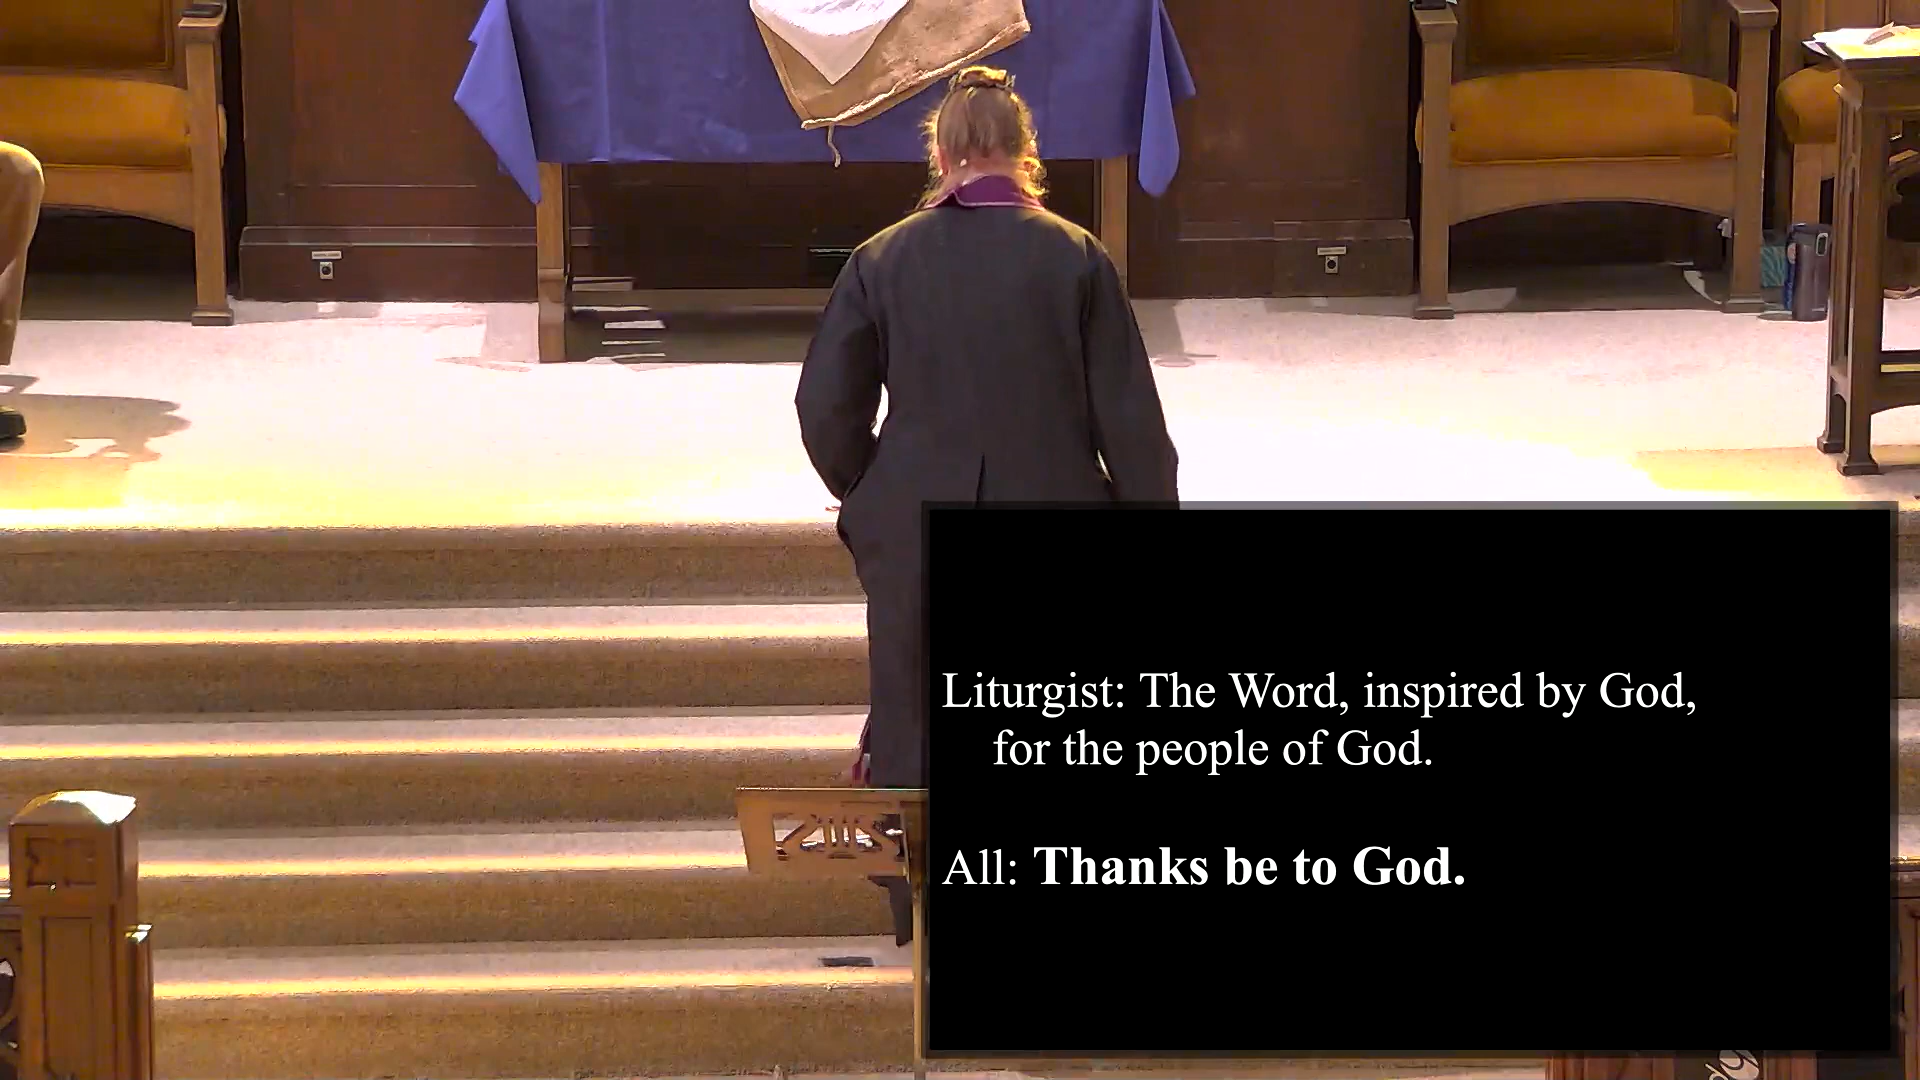 Liturgist: The Word, inspired by God,
for the people of God.
All: Thanks be to God.